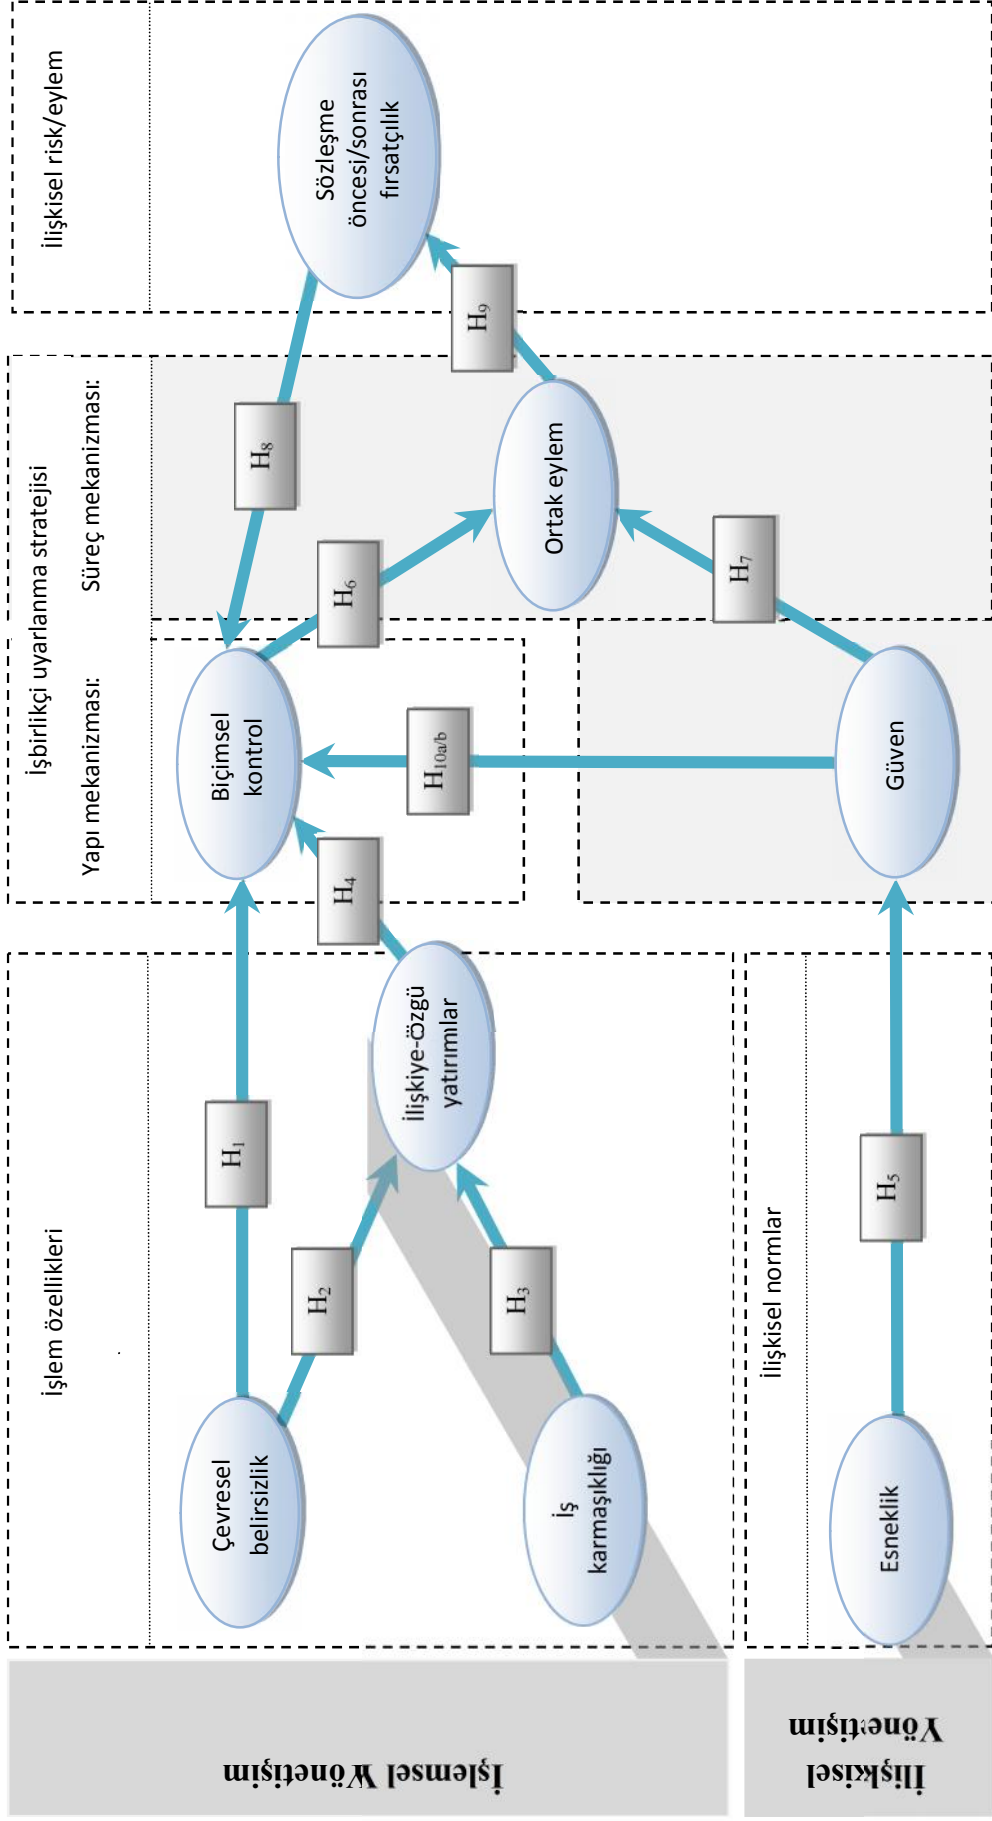 İşlemsel Yönetişim
İlişkisel
Yönetişim
İşlem özellikleri
Çevresel
belirsizlik
İş
karmaşıklığı
İlişkiye-özgü
yatırımılar
H1
H2
H3
H4
İlişkisel normlar
Esneklik
H5
İşbirlikçi uyarlanma stratejisi
Yapı mekanizması:
Süreç mekanizması:
Biçimsel
kontrol
H10a/b
Güven
H6
H7
Ortak eylem
H8
H9
İlişkisel risk/eylem
Sözleşme
öncesi/sonrası
fırsatçılık